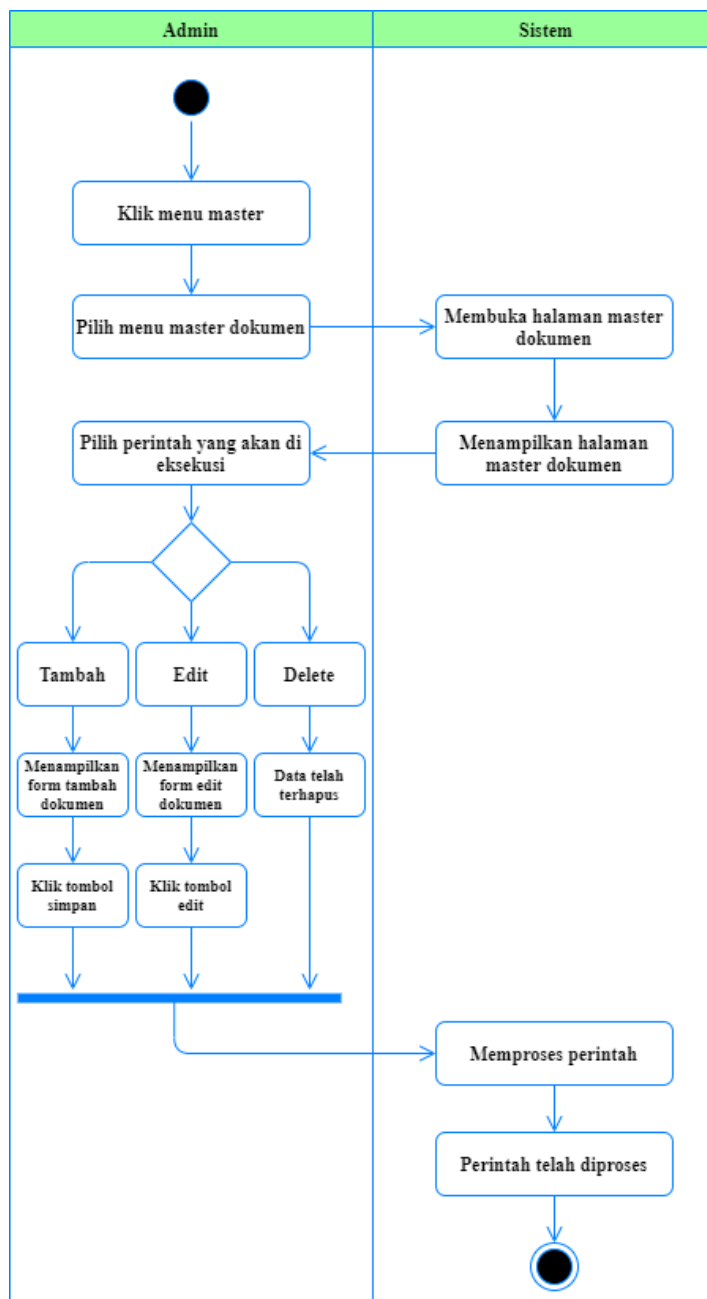 Admin
Sistem
Klik menu master
Pilih menu master dokumen
Membuka halaman master
dokumen
Pilih perintah yang akan di
eksekusi
Menampilkan halaman
master dokumen
Tambah
Edit
Delete
Menampilkan
form tambah
dokumen
Menampilkan
form edit
dokumen
Data telah
terhapus
Klik tombol
simpan
Klik tombol
edit
Memproses perintah
Perintah telah diproses